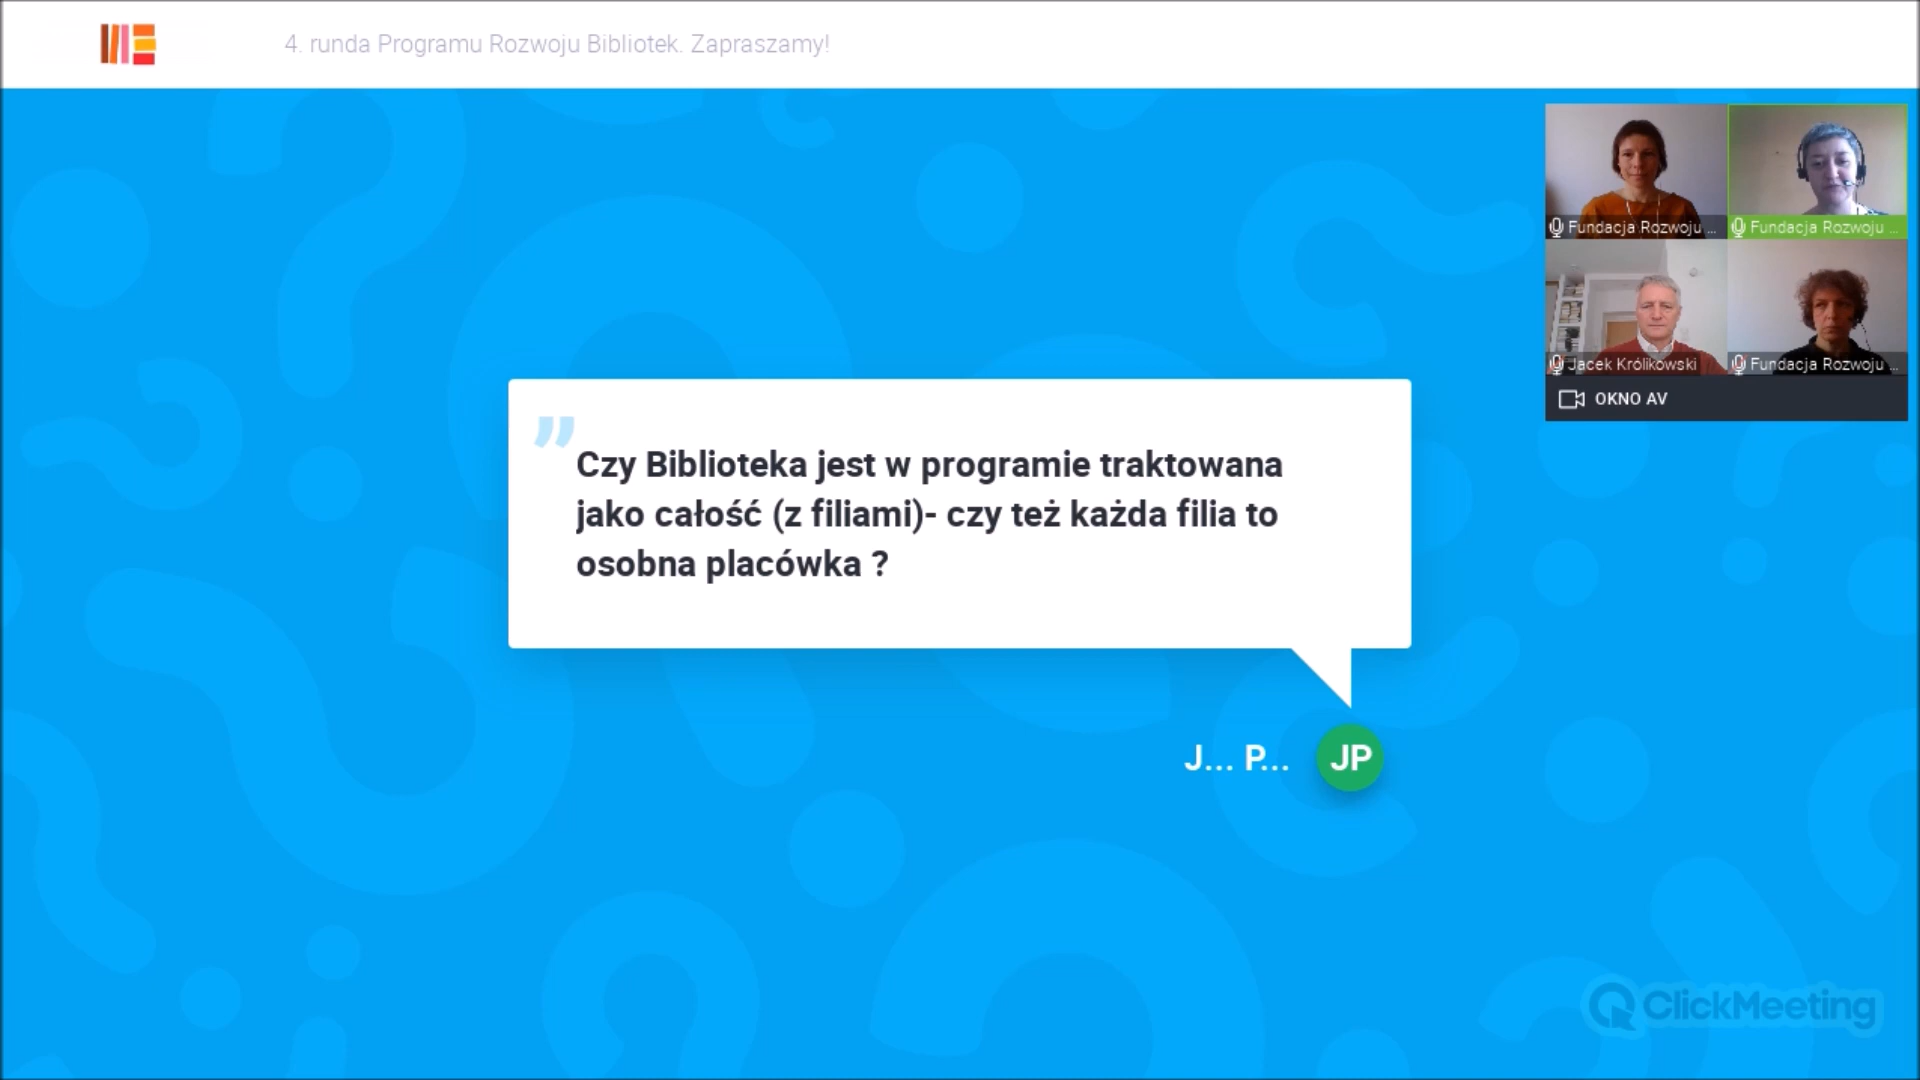 4. runda Programu Rozwoju Bibliotek. Zapraszamy!
Fundacja Rozwoju ...
Fundacja Rozwoju ...
Jacek Królikowski
Fundacja Rozwoju ...
OKNO AV
” Czy Biblioteka jest w programie traktowana
jako całość (z filiami)- czy też każda filia to
osobna placówka ?
J... P... JP
ClickMeeting